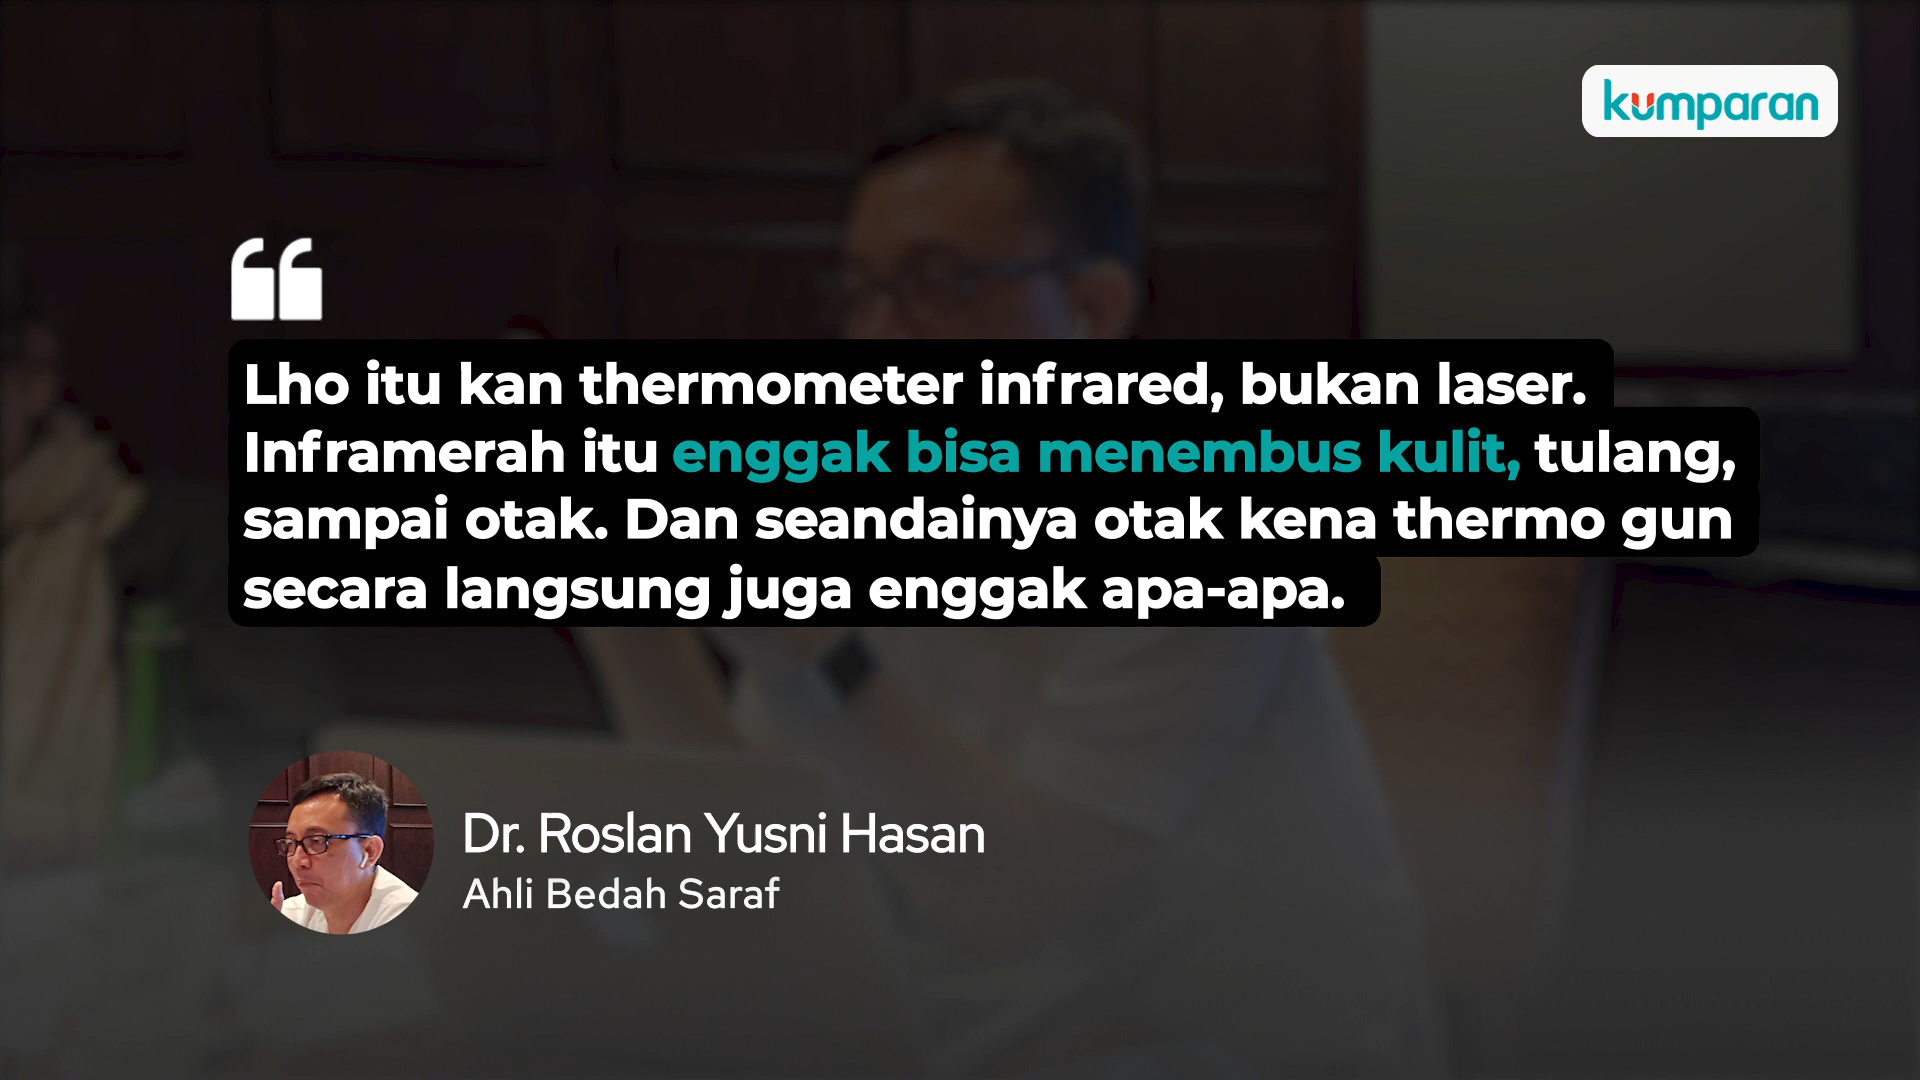 kumparan
Lho itu kan thermometer infrared, bukan laser.
Inframerah itu enggak bisa menembus kulit, tulang,
sampai otak. Dan seandainya otak kena thermo gun
secara langsung juga enggak apa-apa.
Dr. Roslan Yusni Hasan
Ahli Bedah Saraf